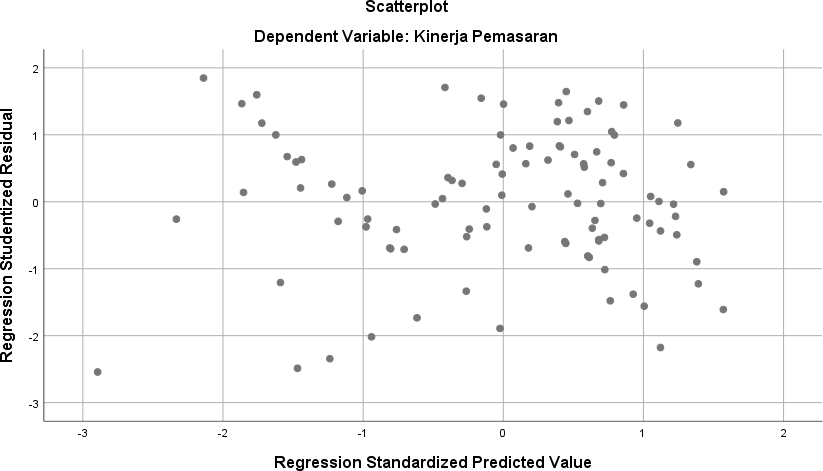 Scatterplot
Dependent Variable: Kinerja Pemasaran
Regression Studentized Residual
2
1
0
-1
-2
-3
-3 -2 -1 0 1 2
Regression Standardized Predicted Value